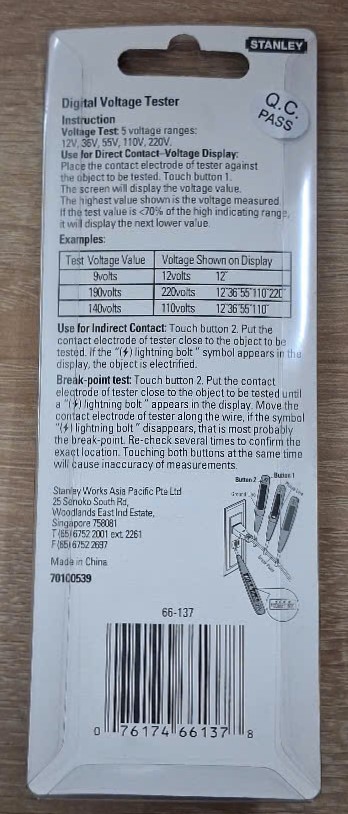 STANLEY
Q.C.
PASS
Digital Voltage Tester
Instruction
Voltage Test: 5 voltage ranges:
12V, 36V, 55V, 110V, 220V.
Use for Direct Contact-Voltage Display:
Place the contact electrode of tester against
the object to be tested. Touch button 1.
The screen will display the voltage value.
The highest value shown is the voltage measured.
If the test value is <70% of the high indicating range,
it will display the next lower value.
Examples:
Test Voltage Value Voltage Shown on Display
9volts 12volts 12"
190volts 220volts 12"36"55"110"220"
140volts 110volts 12"36"55"110"
Use for Indirect Contact: Touch button 2. Put the
contact electrode of tester close to the object to be
tested. If the "(⚡) lightning bolt" symbol appears in the
display, the object is electrified.
Break-point test: Touch button 2. Put the contact
electrode of tester close to the object to be tested until
a "(⚡) lightning bolt" appears in the display. Move the
contact electrode of tester along the wire, if the symbol
"(⚡) lightning bolt" disappears, that is most probably
the break-point. Re-check several times to confirm the
exact location. Touching both buttons at the same time
will cause inaccuracy of measurements.
Button 2 Button 1
Stanley Works Asia Pacific Pte Ltd
25 Senoko South Rd,
Woodlands East Ind Estate,
Singapore 758081
T(65) 6752 2001 ext. 2261
F(65) 6752 2697
Made in China
70100539
66-137
0 76174 66137 8